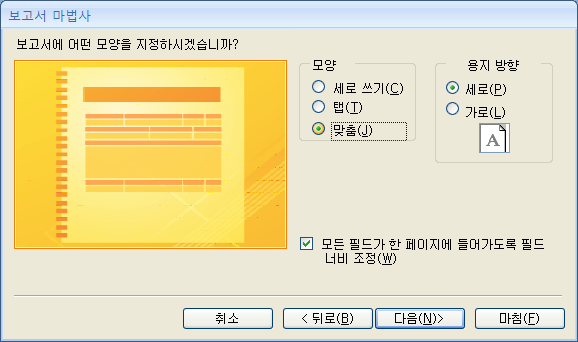 보고서 마법사
보고서에 어떤 모양을 지정하시겠습니까?
모양
세로 쓰기(C)
탭(T)
맞춤(J)
용지 방향
세로(P)
가로(L)
A
모든 필드가 한 페이지에 들어가도록 필드
너비 조정(W)
취소
< 뒤로(B)
다음(N)>
마침(F)